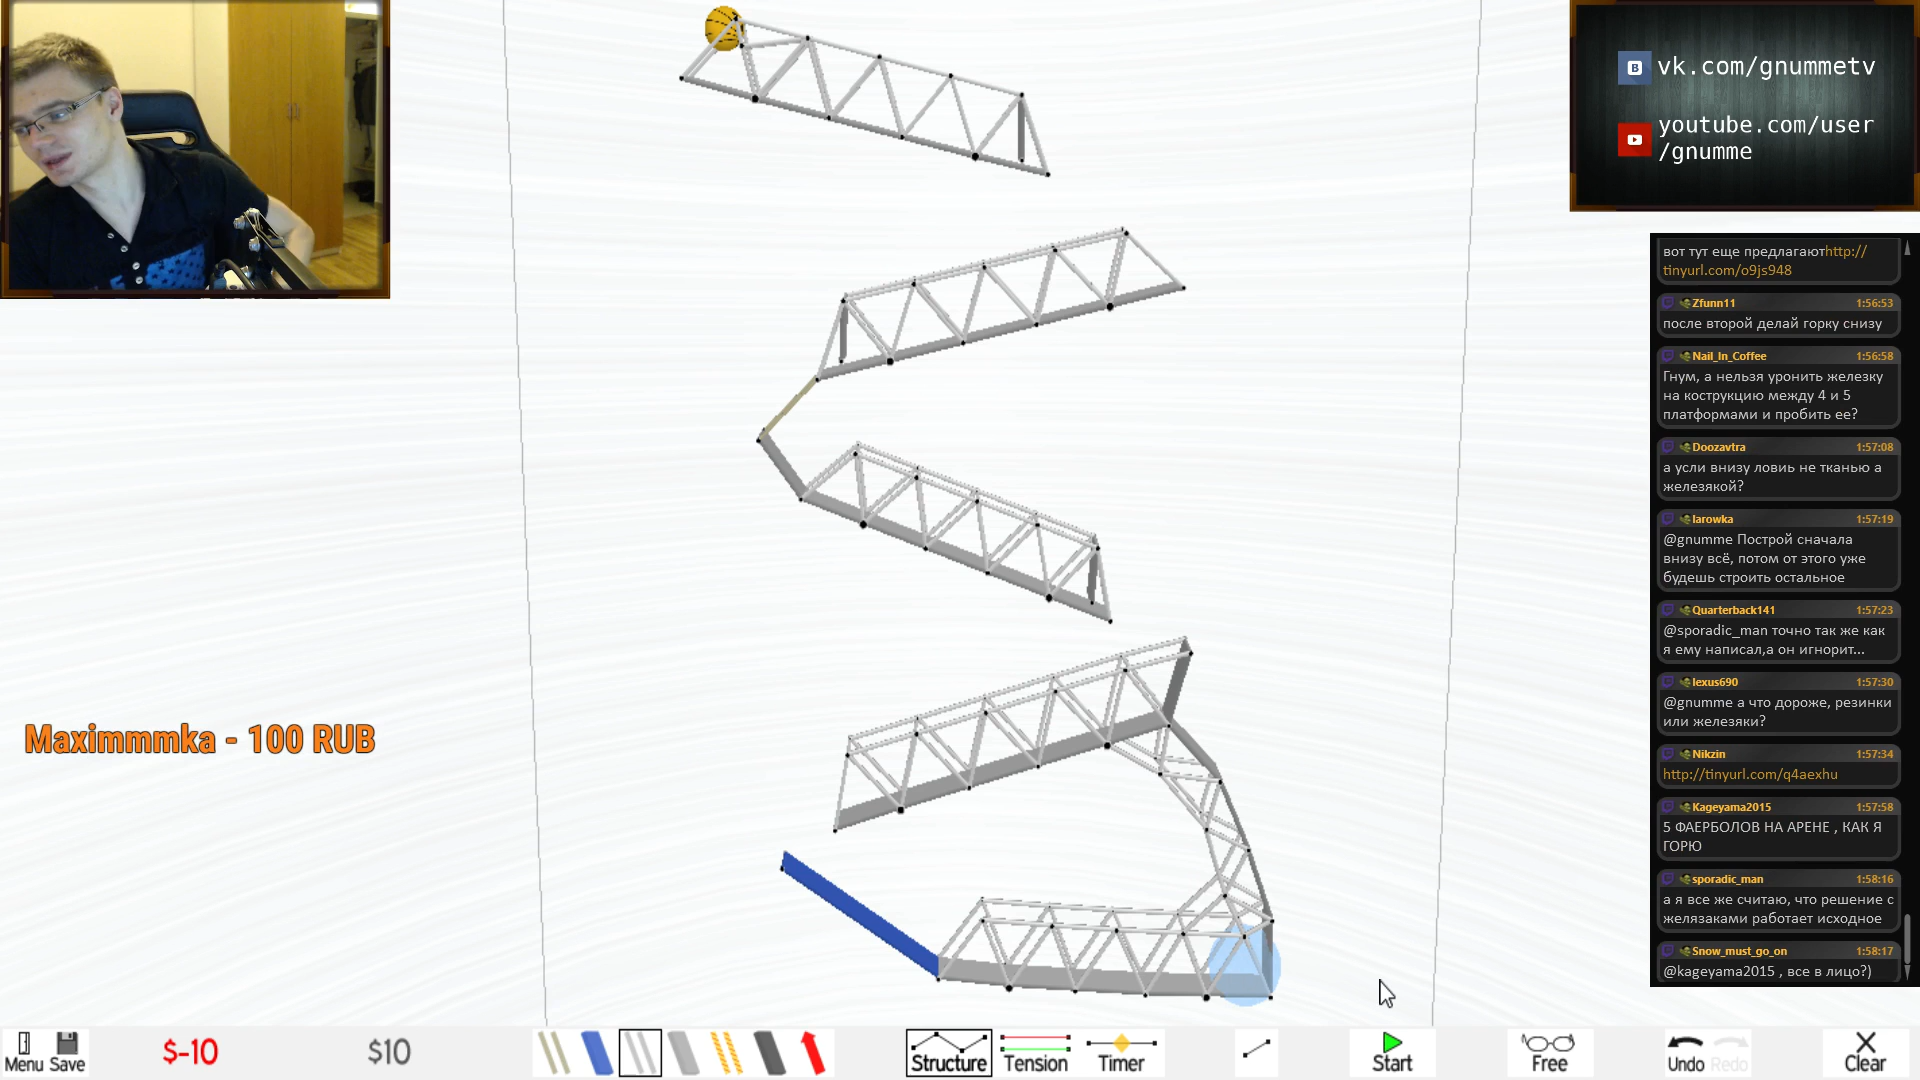 vk.com/gnummetv
youtube.com/user
/gnumme
вот тут еще предлагаютhttp://
tinyurl.com/o9js948
Zfunn11 1:56:53
после второй делай горку снизу
Nail_In_Coffee 1:56:58
Гнум, а нельзя уронить железку
на кострукцию между 4 и 5
платформами и пробить ее?
Doozavtra 1:57:08
а усли внизу ловиь не тканью а
железякой?
larowka 1:57:19
@gnumme Построй сначала
внизу всё, потом от этого уже
будешь строить остальное
Quarterback141 1:57:23
@sporadic_man точно так же как
я ему написал,а он игнорит...
lexus690 1:57:30
@gnumme а что дороже, резинки
или железяки?
Nikzin 1:57:34
http://tinyurl.com/q4aexhu
Kageyama2015 1:57:58
5 ФАЕРБОЛОВ НА АРЕНЕ , КАК Я
ГОРЮ
sporadic_man 1:58:16
а я все же считаю, что решение с
желязаками работает исходное
Snow_must_go_on 1:58:17
@kageyama2015 , все в лицо?)
Maximmmka - 100 RUB
Menu Save
$-10
$10
Structure
Tension
Timer
Start
Free
Undo Redo
Clear